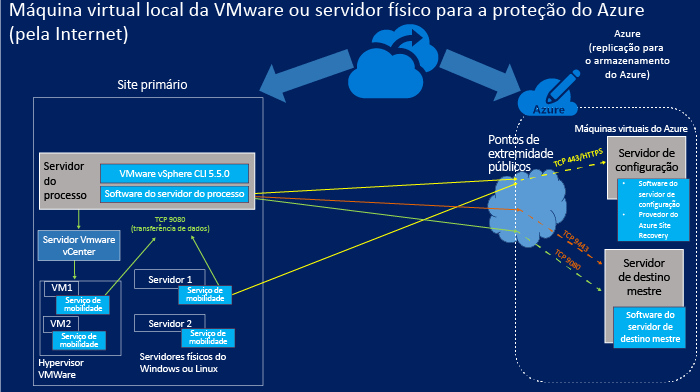 Máquina virtual local da VMware ou servidor físico para a proteção do Azure
(pela Internet)
Azure
(replicação para
o armazenamento
do Azure)
Azure
Site primário
Servidor
do
processo
VMware vSphere CLI 5.5.0
Software do servidor do processo
TCP 9080
(transferência de dados)
Servidor Vmware
vCenter
VM1
Serviço de
mobilidade
VM2
Serviço de
mobilidade
Hypervisor
VMWare
Servidor 1
Serviço de
mobilidade
Servidor 2
Serviço de
mobilidade
Servidores físicos do
Windows ou Linux
Pontos de
extremidade
públicos
TCP 443/HTTPS
TCP 9443
TCP 9080
Máquinas virtuais do Azure
Servidor de
configuração
• Software do
servidor de
configuração
• Provedor do
Azure Site
Recovery
Servidor
de destino
mestre
Software do
servidor de
destino mestre